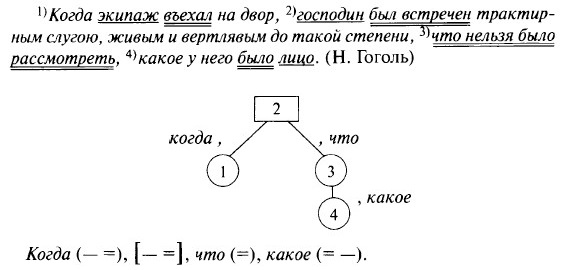 1)Когда экипаж въехал на двор, 2)господин был встречен трактир-
ным слугою, живым и вертлявым до такой степени, 3)что нельзя было
рассмотреть, 4)какое у него было лицо. (Н. Гоголь)
2
когда , , что
1 3
, какое
4
Когда (— =), [— =], что (=), какое (= —).